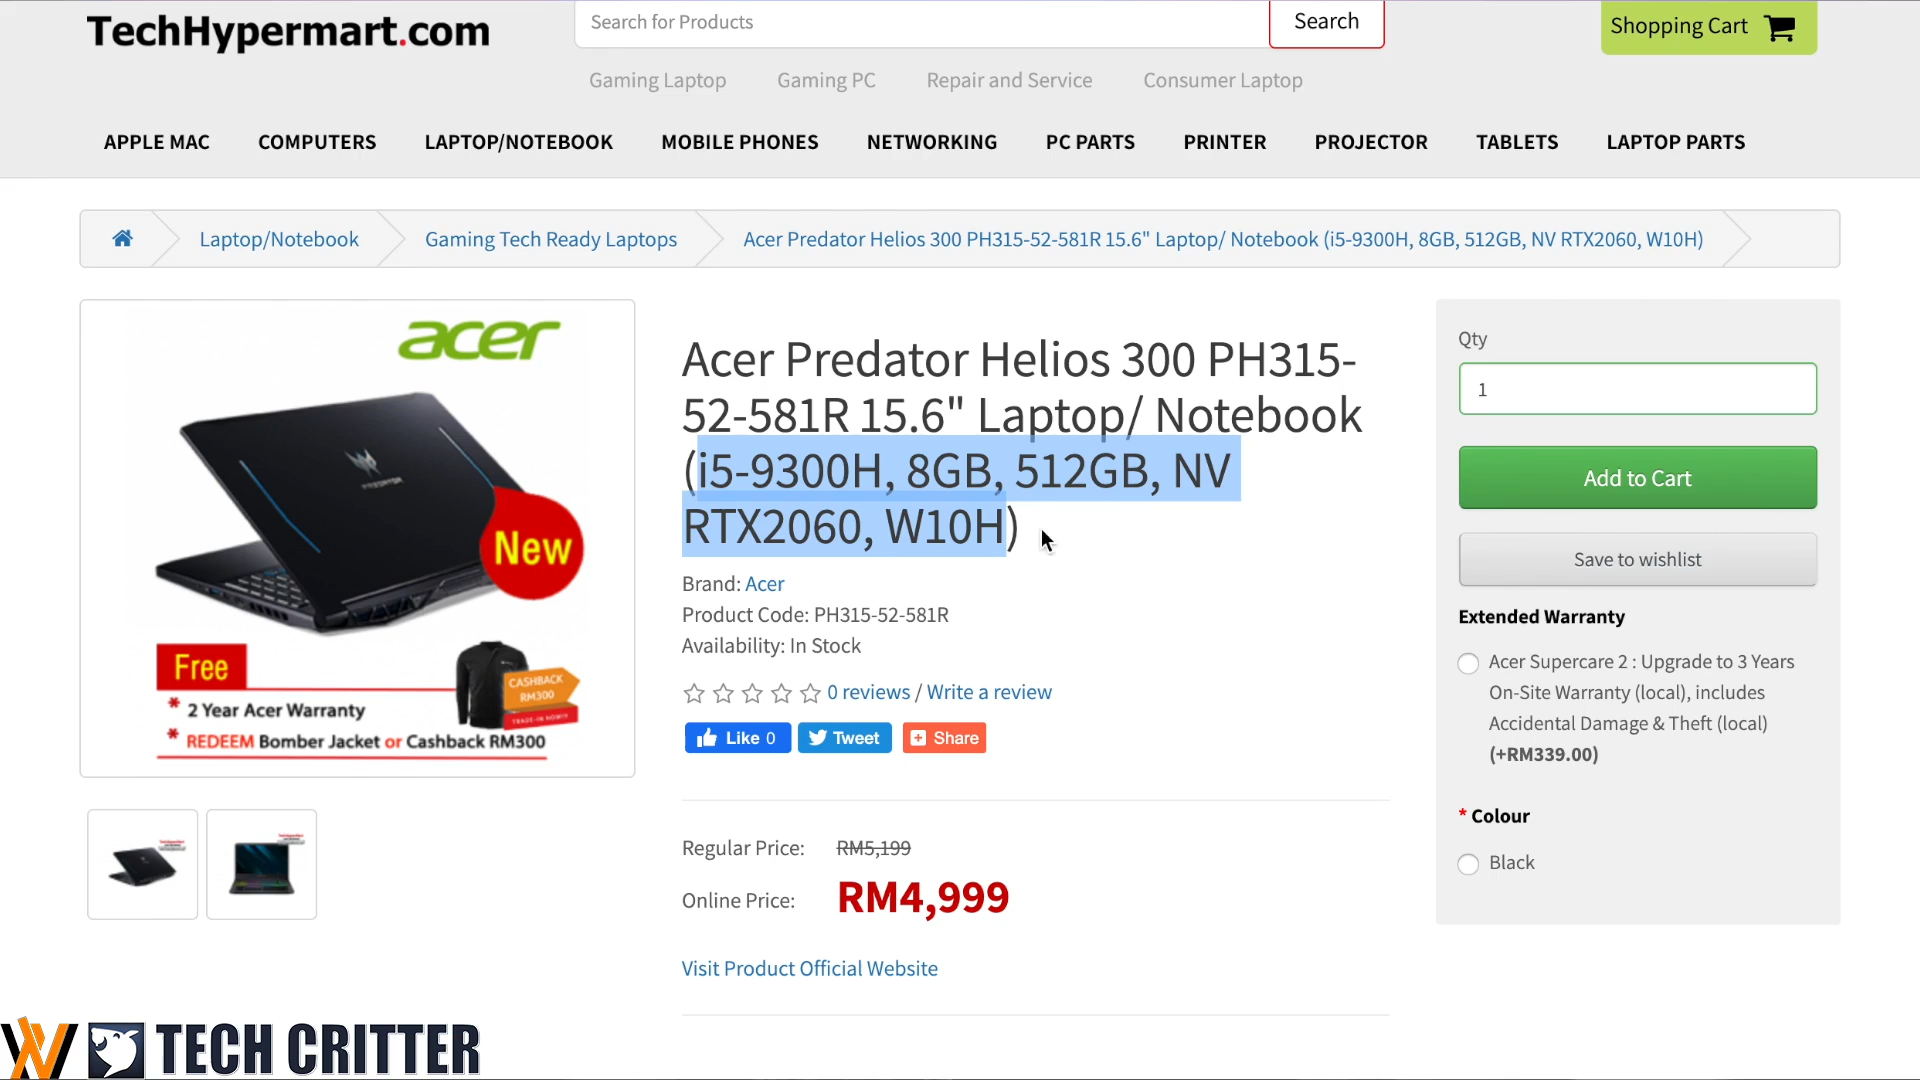 TechHypermart.com
Search for Products
Search
Shopping Cart
Gaming Laptop
Gaming PC
Repair and Service
Consumer Laptop
APPLE MAC
COMPUTERS
LAPTOP/NOTEBOOK
MOBILE PHONES
NETWORKING
PC PARTS
PRINTER
PROJECTOR
TABLETS
LAPTOP PARTS
Laptop/Notebook
Gaming Tech Ready Laptops
Acer Predator Helios 300 PH315-52-581R 15.6" Laptop/ Notebook (i5-9300H, 8GB, 512GB, NV RTX2060, W10H)
acer
PREDATOR
New
Free
CASHBACK
RM300
TRADE-IN NOW!!
* 2 Year Acer Warranty
* REDEEM Bomber Jacket or Cashback RM300
Acer Predator Helios 300 PH315-
52-581R 15.6" Laptop/ Notebook
(i5-9300H, 8GB, 512GB, NV
RTX2060, W10H)
Brand: Acer
Product Code: PH315-52-581R
Availability: In Stock
0 reviews / Write a review
Like 0
Tweet
Share
Regular Price: RM5,199
Online Price: RM4,999
Visit Product Official Website
Qty
1
Add to Cart
Save to wishlist
Extended Warranty
Acer Supercare 2 : Upgrade to 3 Years
On-Site Warranty (local), includes
Accidental Damage & Theft (local)
(+RM339.00)
* Colour
Black
TECH CRITTER